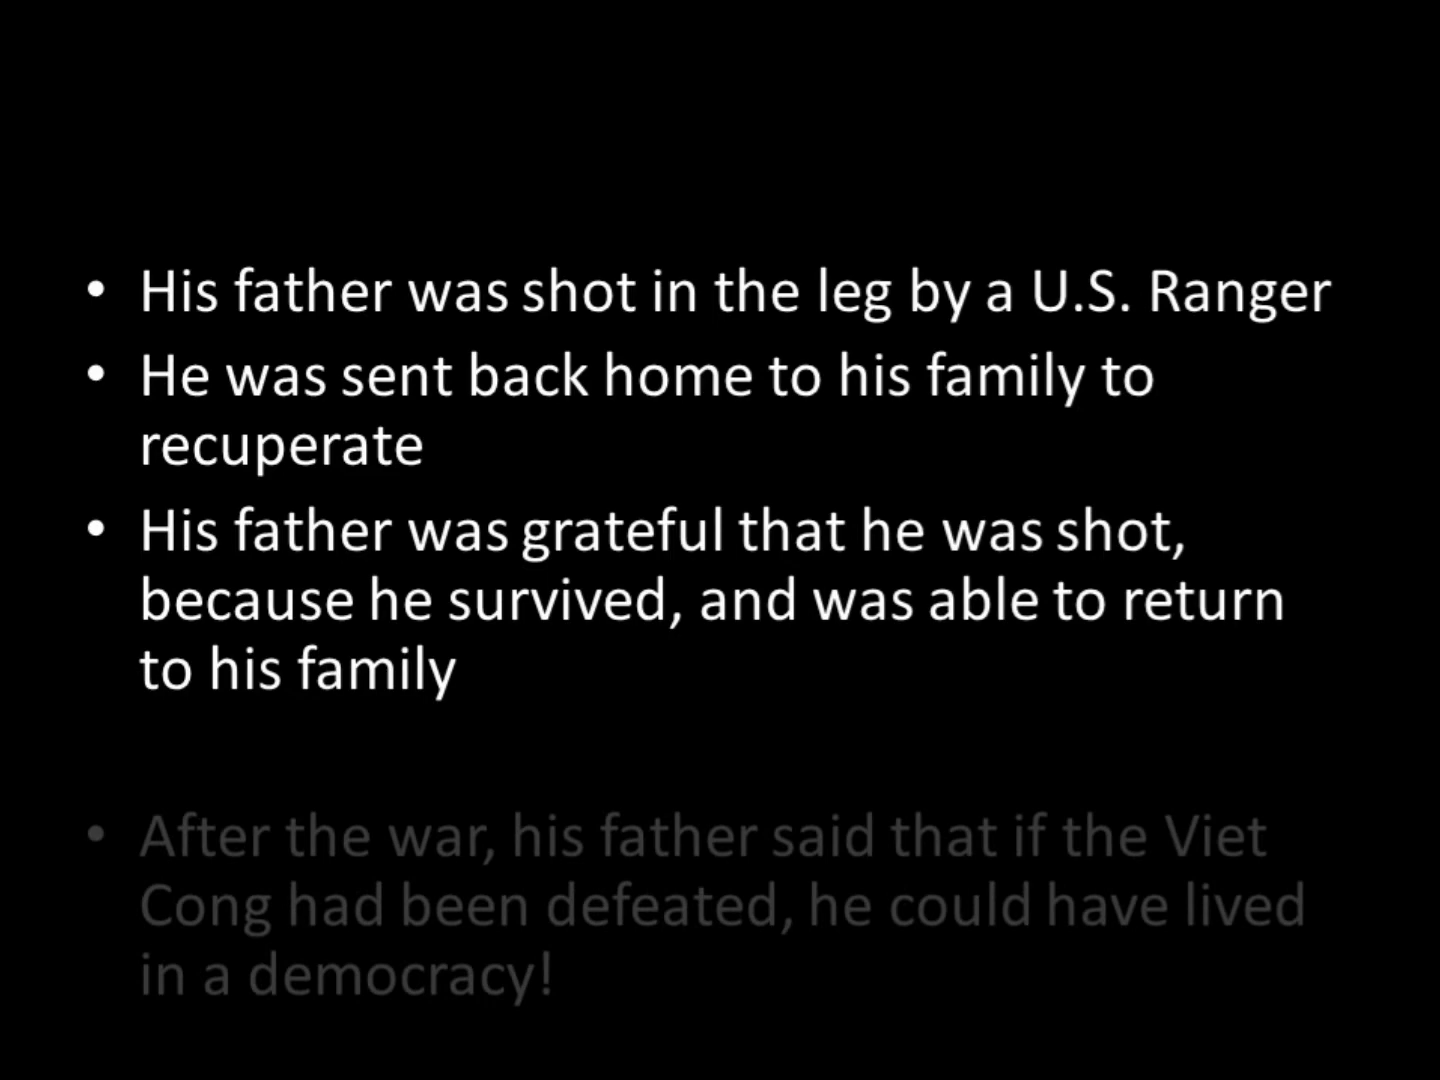 • His father was shot in the leg by a U.S. Ranger
• He was sent back home to his family to
recuperate
• His father was grateful that he was shot,
because he survived, and was able to return
to his family
• After the war, his father said that if the Viet
Cong had been defeated, he could have lived
in a democracy!